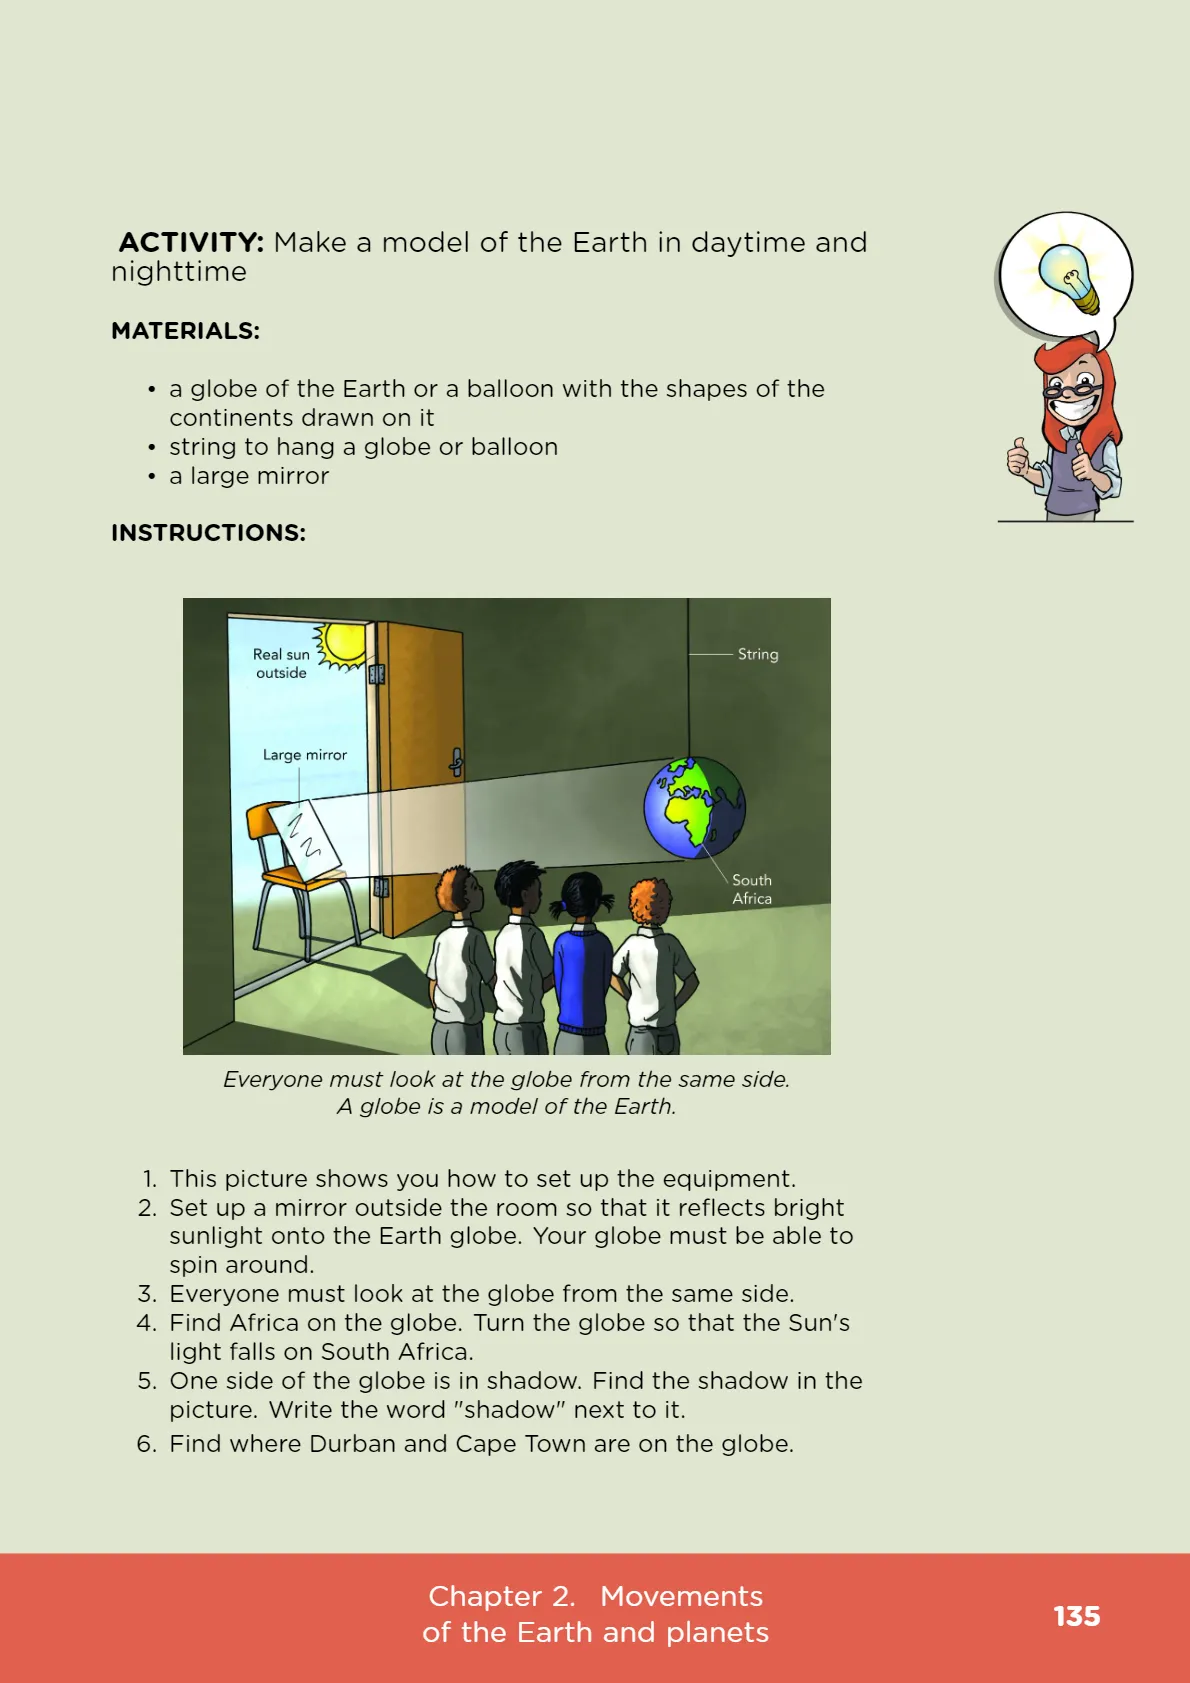 ACTIVITY: Make a model of the Earth in daytime and
nighttime
MATERIALS:
• a globe of the Earth or a balloon with the shapes of the
continents drawn on it
• string to hang a globe or balloon
• a large mirror
INSTRUCTIONS:
Real sun
outside
String
Large mirror
South
Africa
Everyone must look at the globe from the same side.
A globe is a model of the Earth.
1. This picture shows you how to set up the equipment.
2. Set up a mirror outside the room so that it reflects bright
sunlight onto the Earth globe. Your globe must be able to
spin around.
3. Everyone must look at the globe from the same side.
4. Find Africa on the globe. Turn the globe so that the Sun's
light falls on South Africa.
5. One side of the globe is in shadow. Find the shadow in the
picture. Write the word "shadow" next to it.
6. Find where Durban and Cape Town are on the globe.
Chapter 2. Movements
of the Earth and planets
135